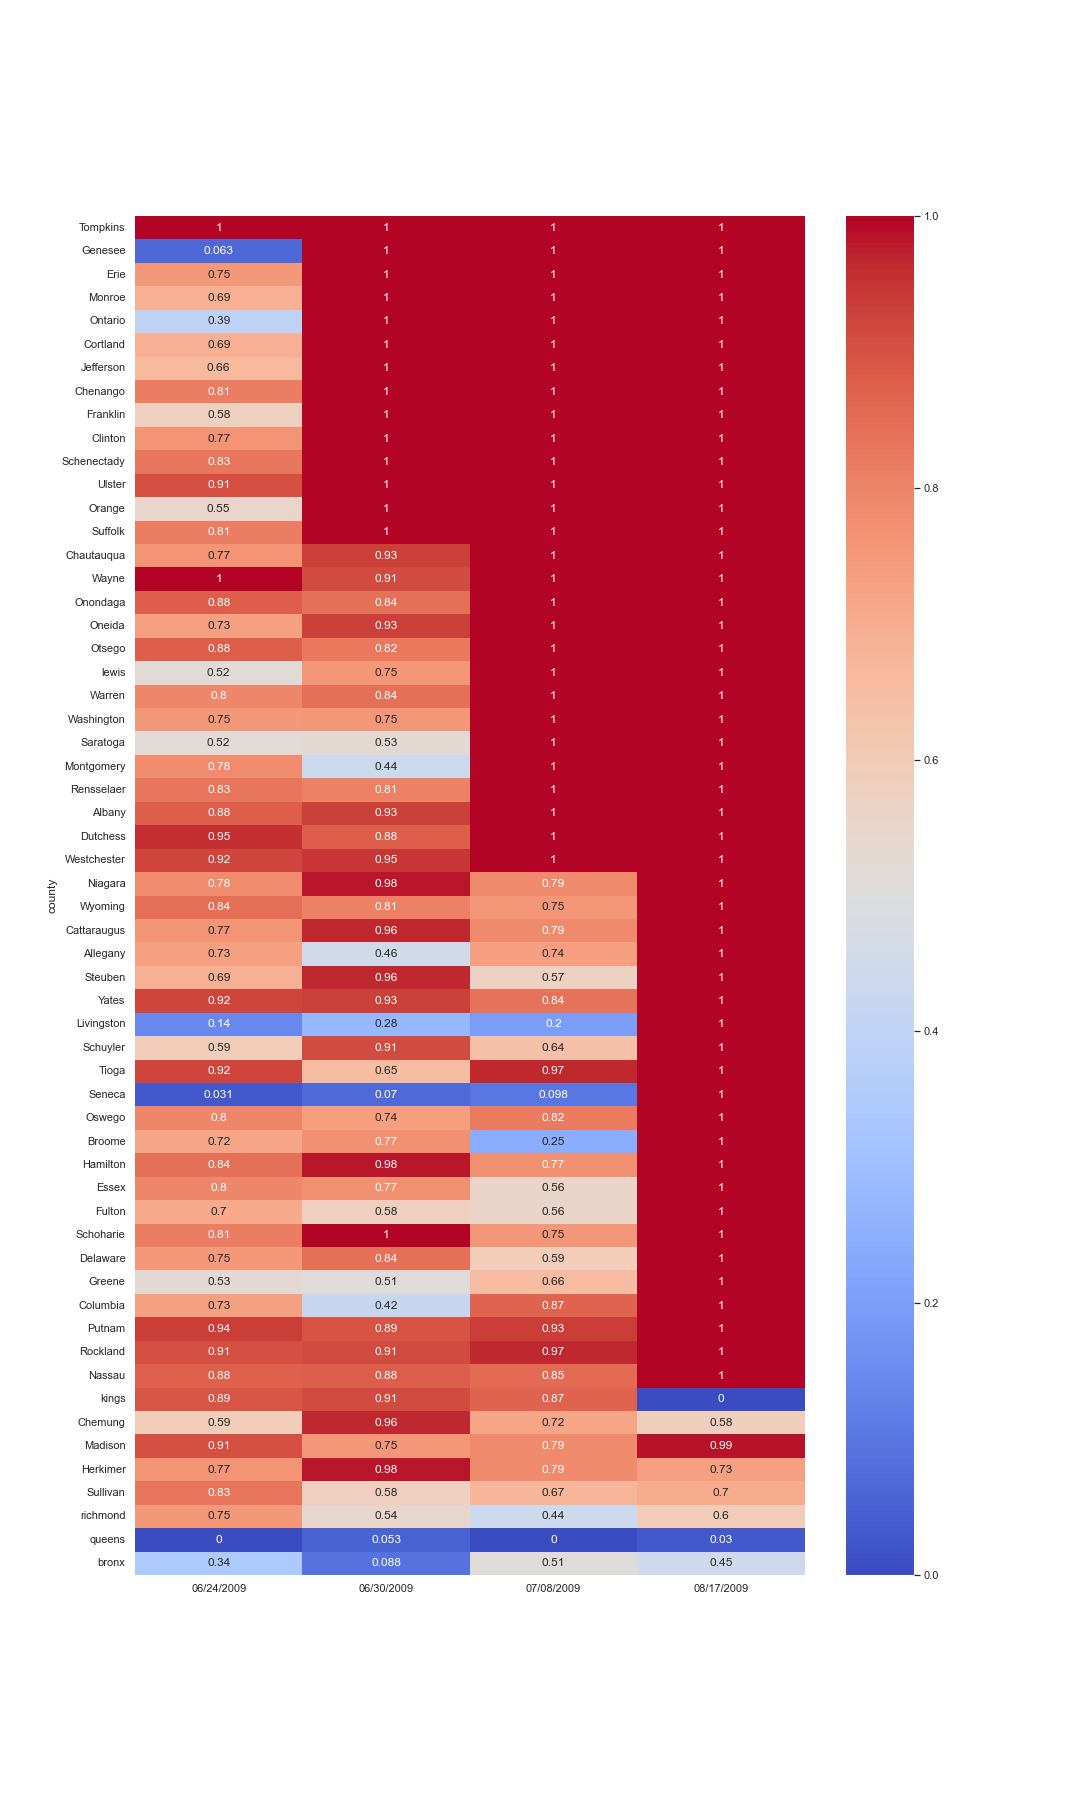 county
Tompkins 1 1 1 1
Genesee 0.063 1 1 1
Erie 0.75 1 1 1
Monroe 0.69 1 1 1
Ontario 0.39 1 1 1
Cortland 0.69 1 1 1
Jefferson 0.66 1 1 1
Chenango 0.81 1 1 1
Franklin 0.58 1 1 1
Clinton 0.77 1 1 1
Schenectady 0.83 1 1 1
Ulster 0.91 1 1 1
Orange 0.55 1 1 1
Suffolk 0.81 1 1 1
Chautauqua 0.77 0.93 1 1
Wayne 1 0.91 1 1
Onondaga 0.88 0.84 1 1
Oneida 0.73 0.93 1 1
Otsego 0.88 0.82 1 1
lewis 0.52 0.75 1 1
Warren 0.8 0.84 1 1
Washington 0.75 0.75 1 1
Saratoga 0.52 0.53 1 1
Montgomery 0.78 0.44 1 1
Rensselaer 0.83 0.81 1 1
Albany 0.88 0.93 1 1
Dutchess 0.95 0.88 1 1
Westchester 0.92 0.95 1 1
Niagara 0.78 0.98 0.79 1
Wyoming 0.84 0.81 0.75 1
Cattaraugus 0.77 0.96 0.79 1
Allegany 0.73 0.46 0.74 1
Steuben 0.69 0.96 0.57 1
Yates 0.92 0.93 0.84 1
Livingston 0.14 0.28 0.2 1
Schuyler 0.59 0.91 0.64 1
Tioga 0.92 0.65 0.97 1
Seneca 0.031 0.07 0.098 1
Oswego 0.8 0.74 0.82 1
Broome 0.72 0.77 0.25 1
Hamilton 0.84 0.98 0.77 1
Essex 0.8 0.77 0.56 1
Fulton 0.7 0.58 0.56 1
Schoharie 0.81 1 0.75 1
Delaware 0.75 0.84 0.59 1
Greene 0.53 0.51 0.66 1
Columbia 0.73 0.42 0.87 1
Putnam 0.94 0.89 0.93 1
Rockland 0.91 0.91 0.97 1
Nassau 0.88 0.88 0.85 1
kings 0.89 0.91 0.87 0
Chemung 0.59 0.96 0.72 0.58
Madison 0.91 0.75 0.79 0.99
Herkimer 0.77 0.98 0.79 0.73
Sullivan 0.83 0.58 0.67 0.7
richmond 0.75 0.54 0.44 0.6
queens 0 0.053 0 0.03
bronx 0.34 0.088 0.51 0.45
06/24/2009 06/30/2009 07/08/2009 08/17/2009
1.0
0.8
0.6
0.4
0.2
0.0